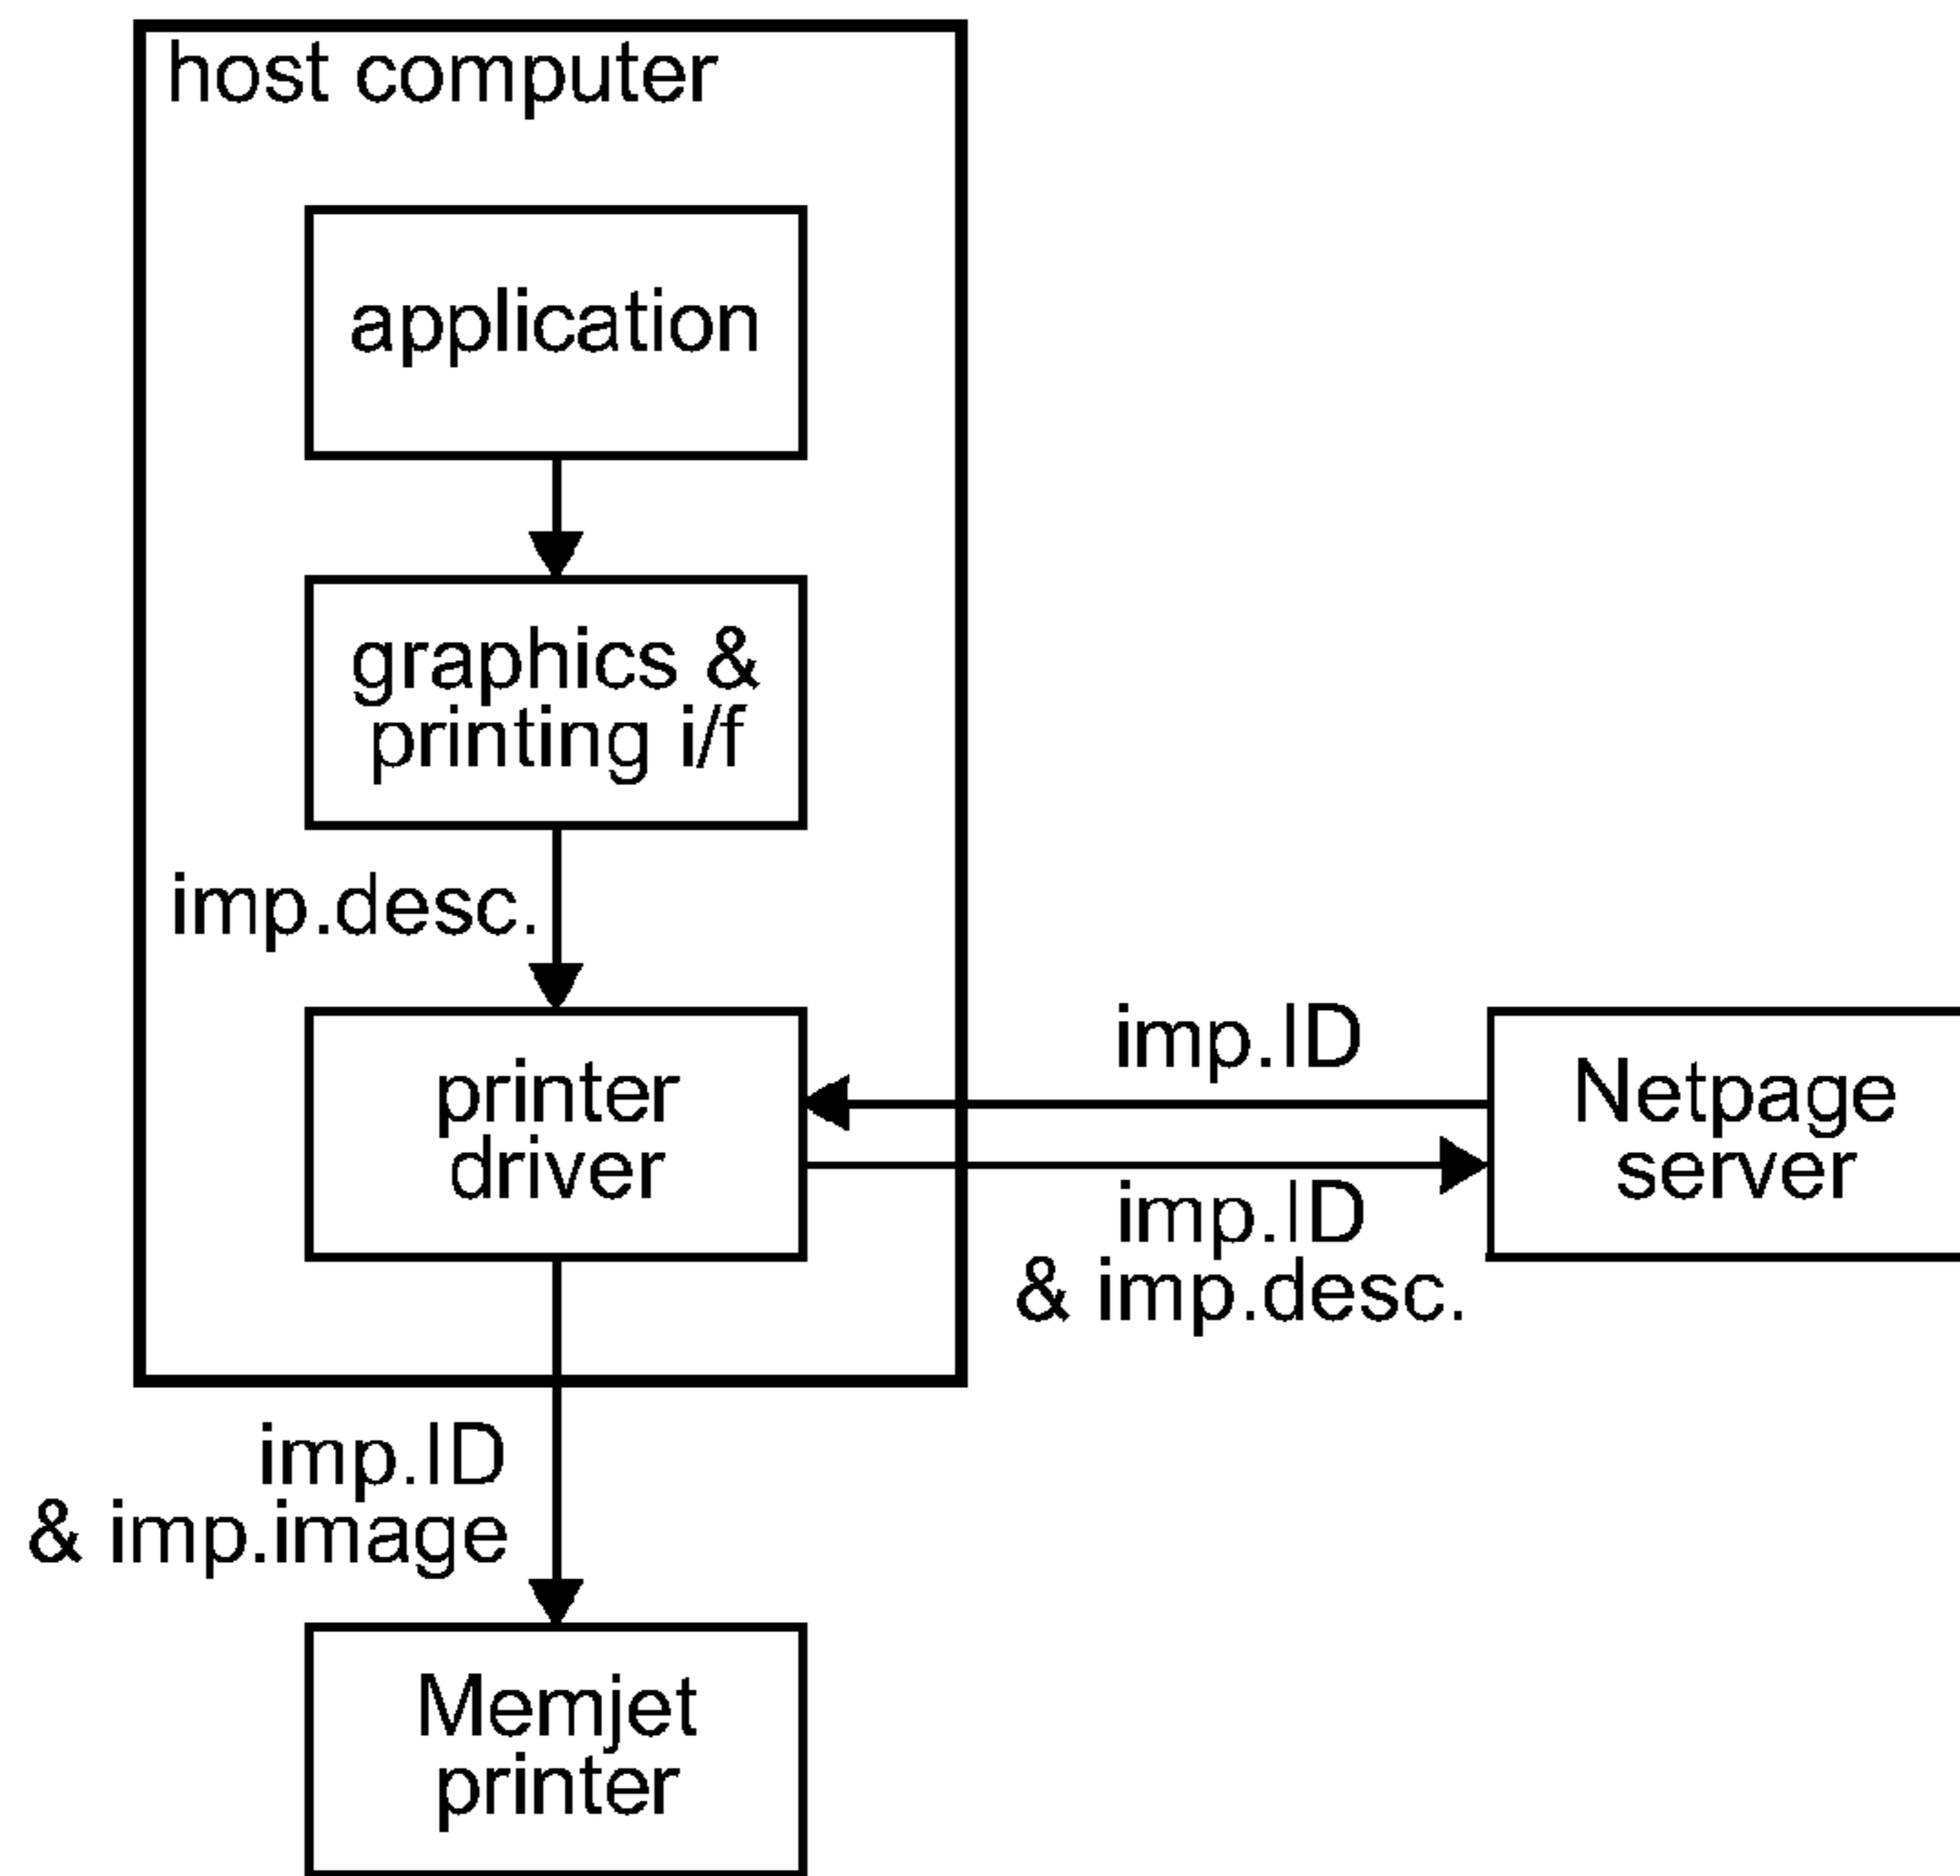 host computer
application
graphics &
printing i/f
imp.desc.
printer
driver
imp.ID
Netpage
server
imp.ID
& imp.desc.
imp.ID
& imp.image
Memjet
printer